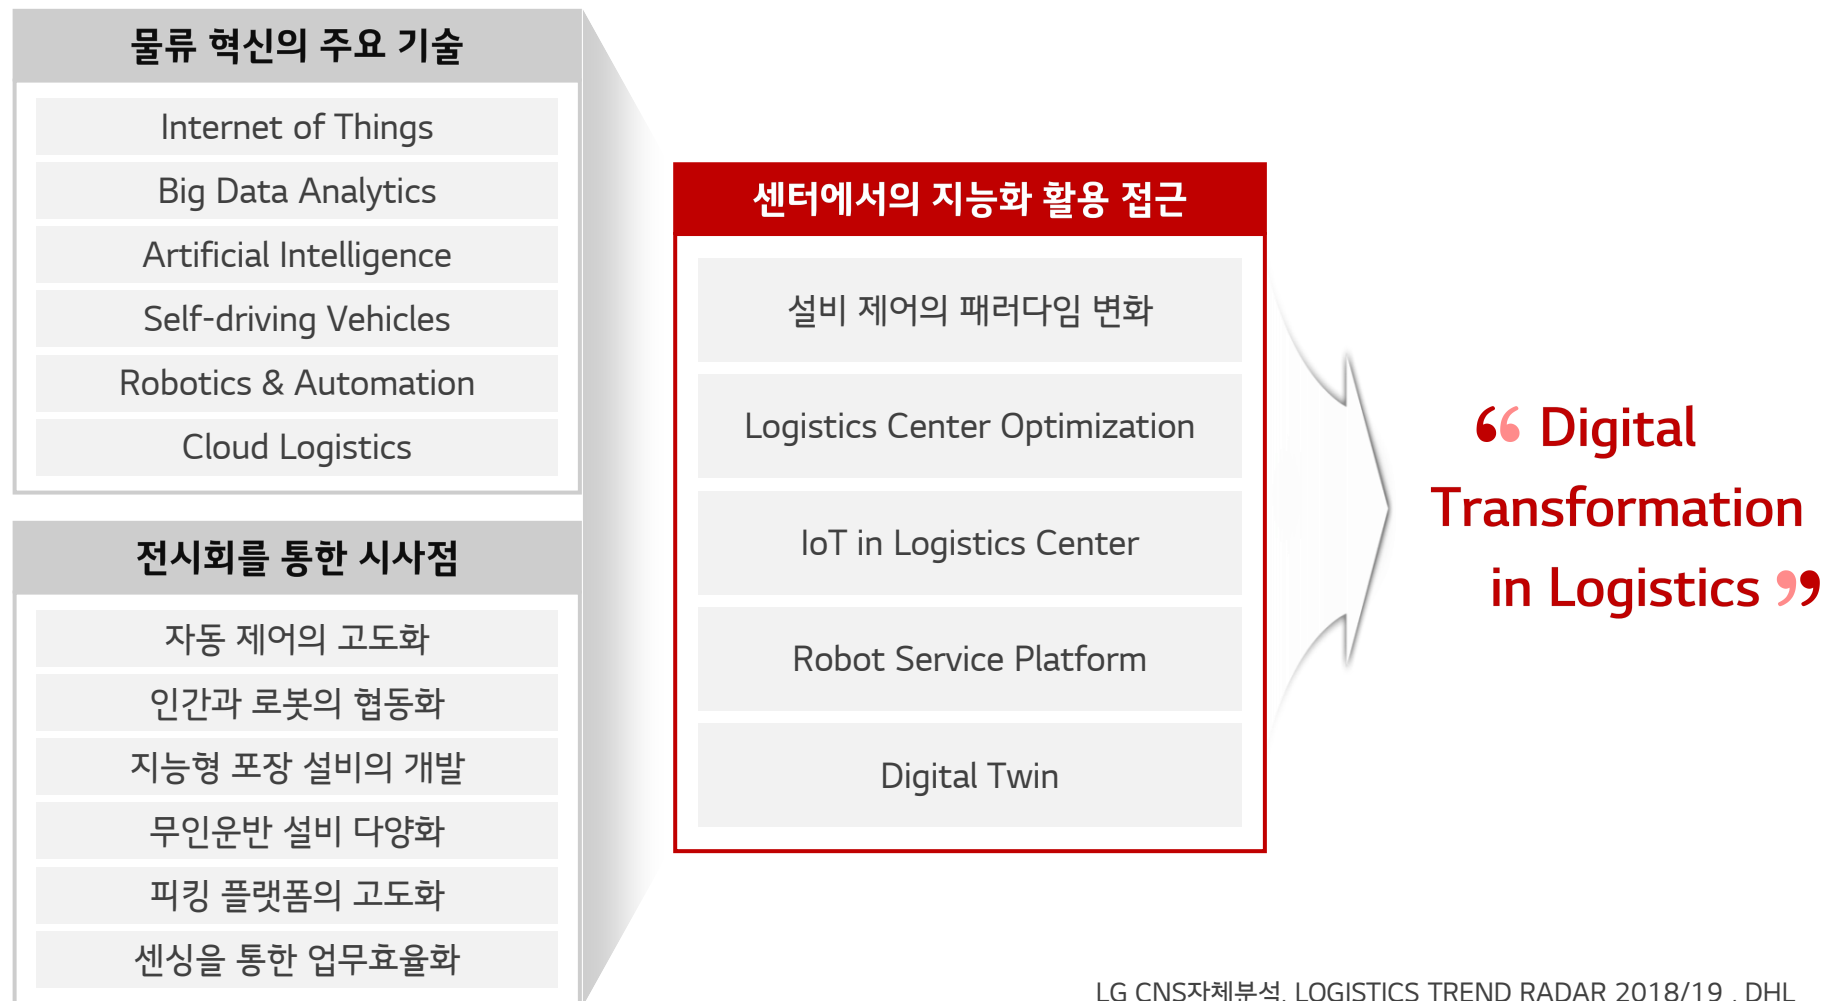 물류 혁신의 주요 기술
Internet of Things
Big Data Analytics
Artificial Intelligence
Self-driving Vehicles
Robotics & Automation
Cloud Logistics
전시회를 통한 시사점
자동 제어의 고도화
인간과 로봇의 협동화
지능형 포장 설비의 개발
무인운반 설비 다양화
피킹 플랫폼의 고도화
센싱을 통한 업무효율화
센터에서의 지능화 활용 접근
설비 제어의 패러다임 변화
Logistics Center Optimization
IoT in Logistics Center
Robot Service Platform
Digital Twin
“ Digital
Transformation
in Logistics ”
LG CNS자체분석, LOGISTICS TREND RADAR 2018/19 , DHL